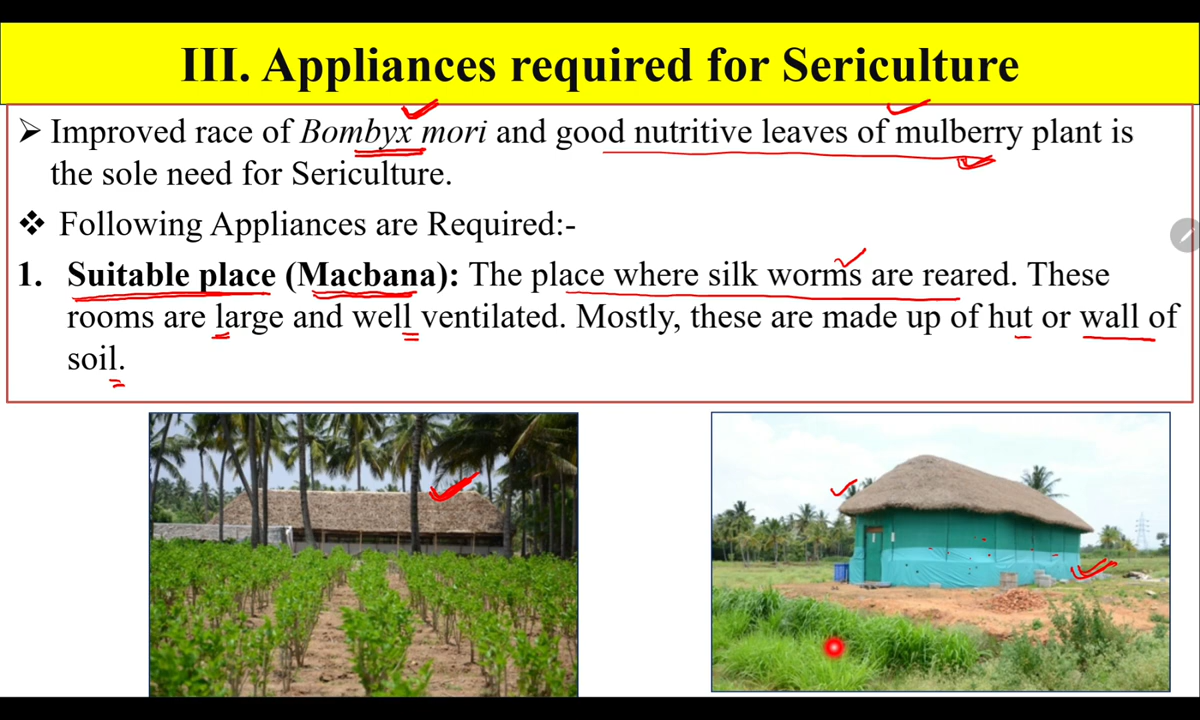 III. Appliances required for Sericulture
➢ Improved race of Bombyx mori and good nutritive leaves of mulberry plant is
the sole need for Sericulture.
❖ Following Appliances are Required:-
1. Suitable place (Macbana): The place where silk worms are reared. These
rooms are large and well ventilated. Mostly, these are made up of hut or wall of
soil.